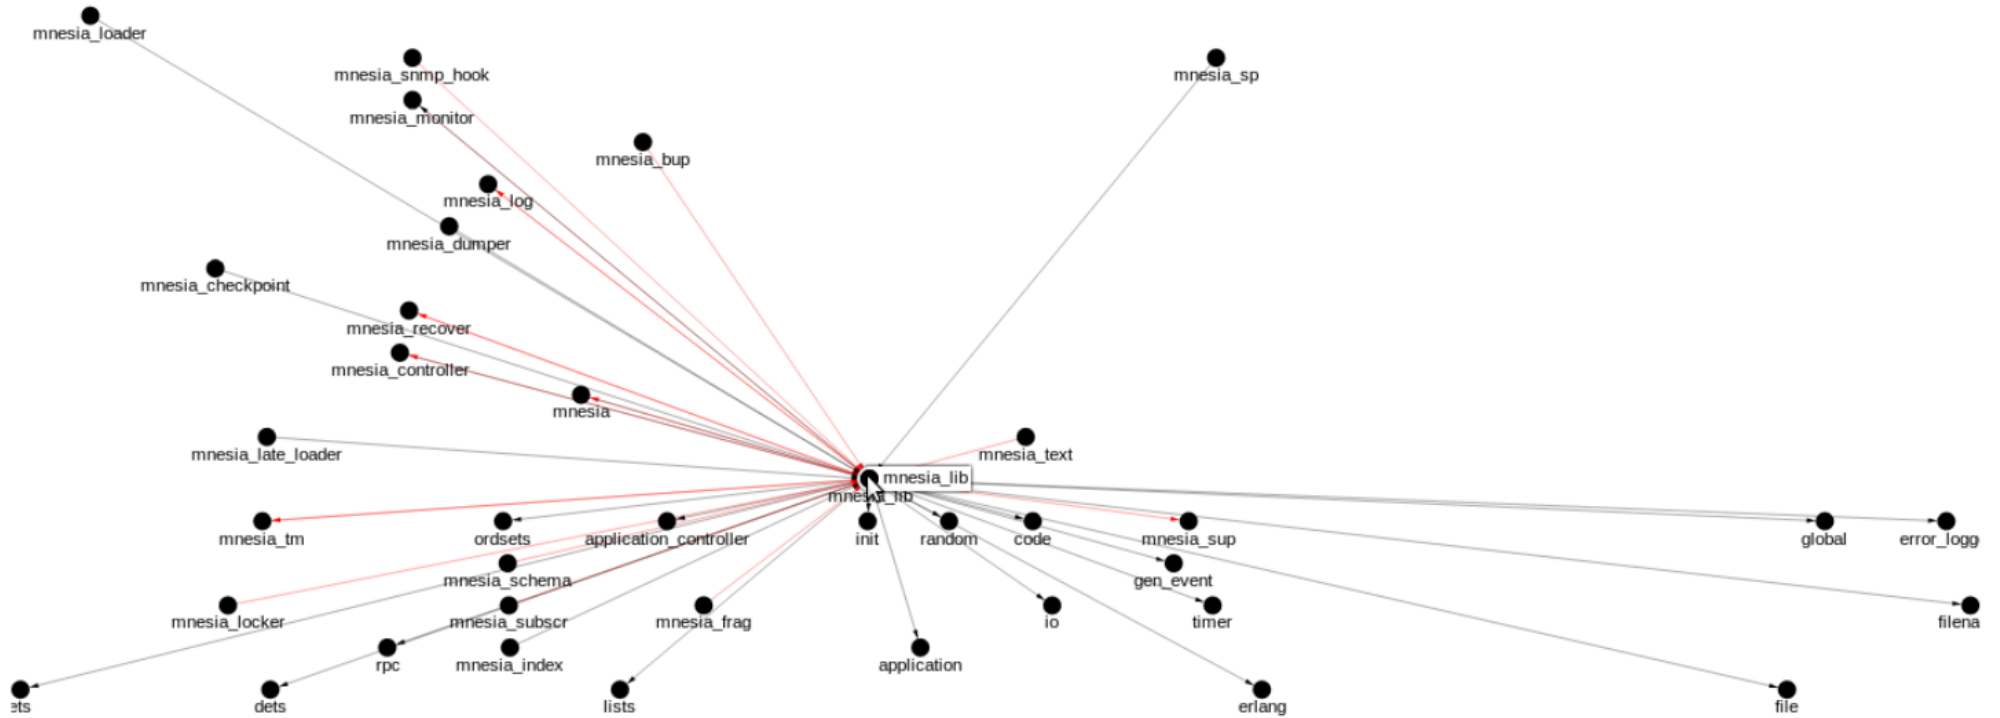 mnesia_loader
mnesia_snmp_hook
mnesia_sp
mnesia_monitor
mnesia_bup
mnesia_log
mnesia_dumper
mnesia_checkpoint
mnesia_recover
mnesia_controller
mnesia
mnesia_late_loader
mnesia_text
mnesia_lib
mnesia_lib
mnesia_tm
ordsets
application_controller
init
random
code
mnesia_sup
global
error_logg
mnesia_schema
gen_event
mnesia_locker
mnesia_subscr
mnesia_frag
io
timer
filena
rpc
mnesia_index
application
ets
dets
lists
erlang
file